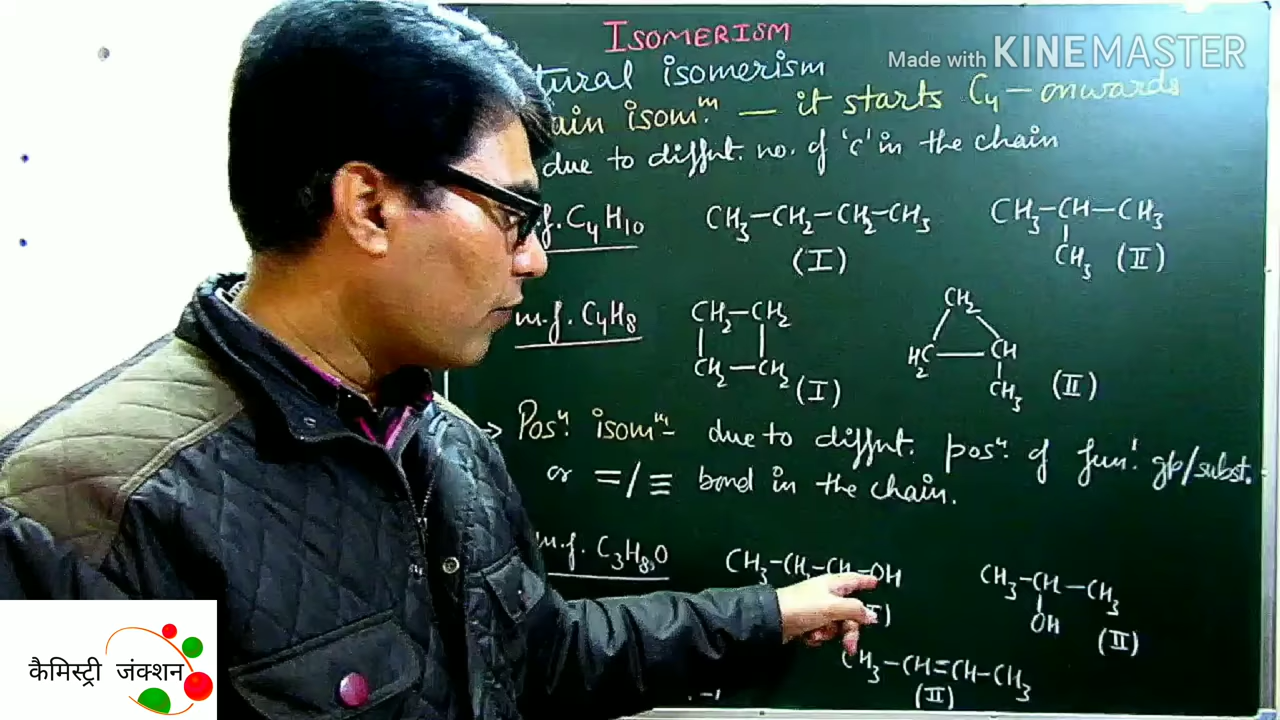 ISOMERISM
Made with KINEMASTER
tural isomerism
ain isomᵐ. — it starts C₄ – onwards
due to diffnt. no. of 'c' in the chain
.f. C₄H₁₀
CH₃–CH₂–CH₂–CH₃
CH₃–CH–CH₃
(I)
CH₃ (II)
m.f. C₄H₈
CH₂–CH₂
CH₂–CH₂ (I)
CH₂
H₂C–CH
CH₃ (II)
→ Posⁿ. isomᵐ– due to diffnt. posⁿ. of funˡ. gp/subst.
or =/≡ bond in the chain.
m.f. C₃H₈O
CH₃–CH₂–CH–OH
CH₃–CH–CH₃
OH (II)
CH₃–CH=CH–CH₃
(II)
कैमिस्ट्री जंक्शन